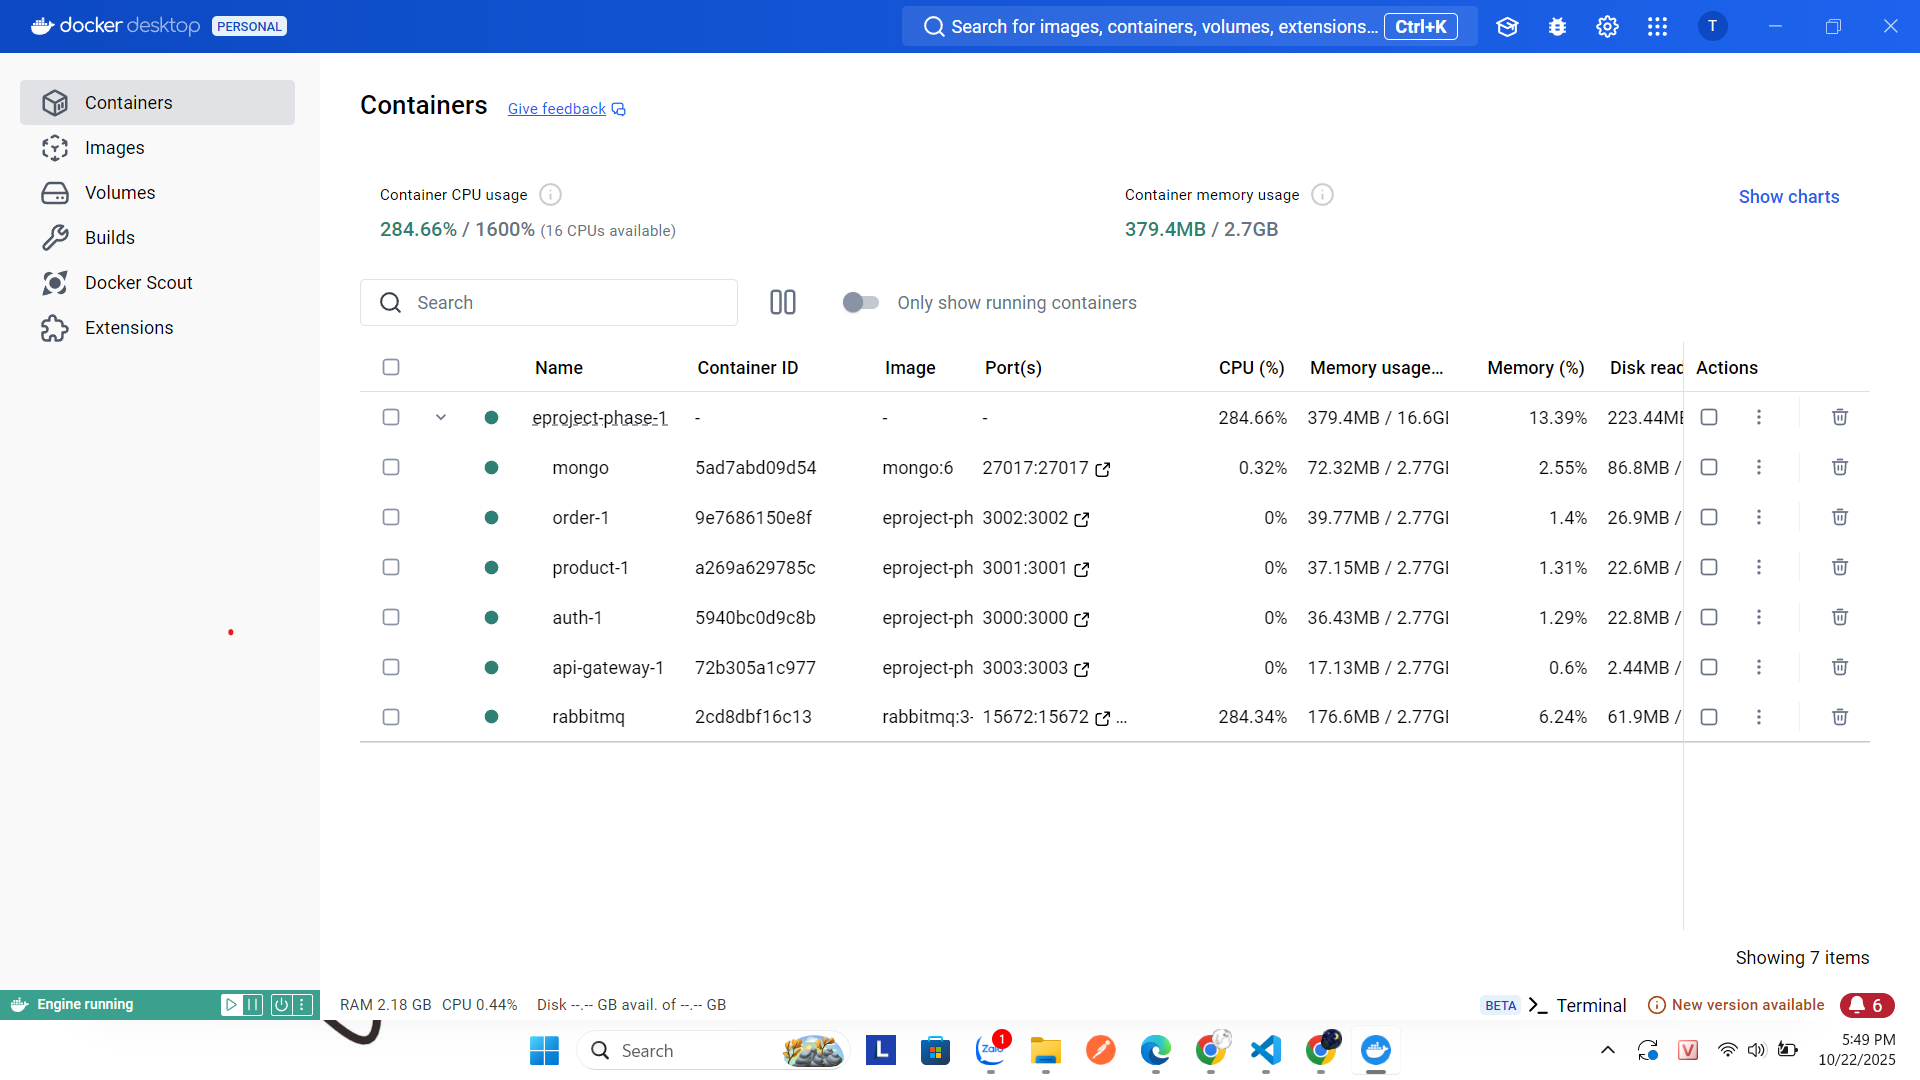 docker desktop PERSONAL Search for images, containers, volumes, extensions... Ctrl+K T
Containers
Images
Volumes
Builds
Docker Scout
Extensions
Containers Give feedback
Container CPU usage
284.66% / 1600% (16 CPUs available)
Container memory usage
379.4MB / 2.7GB
Show charts
Search Only show running containers
Name Container ID Image Port(s) CPU (%) Memory usage... Memory (%) Disk read Actions
eproject-phase-1 - - - 284.66% 379.4MB / 16.6GI 13.39% 223.44ME
mongo 5ad7abd09d54 mongo:6 27017:27017 0.32% 72.32MB / 2.77GI 2.55% 86.8MB /
order-1 9e7686150e8f eproject-ph 3002:3002 0% 39.77MB / 2.77GI 1.4% 26.9MB /
product-1 a269a629785c eproject-ph 3001:3001 0% 37.15MB / 2.77GI 1.31% 22.6MB /
auth-1 5940bc0d9c8b eproject-ph 3000:3000 0% 36.43MB / 2.77GI 1.29% 22.8MB /
api-gateway-1 72b305a1c977 eproject-ph 3003:3003 0% 17.13MB / 2.77GI 0.6% 2.44MB /
rabbitmq 2cd8dbf16c13 rabbitmq:3- 15672:15672 ... 284.34% 176.6MB / 2.77GI 6.24% 61.9MB /
Showing 7 items
Engine running RAM 2.18 GB CPU 0.44% Disk --.-- GB avail. of --.-- GB BETA Terminal New version available 6
Search L Zalo 1 V 5:49 PM
10/22/2025